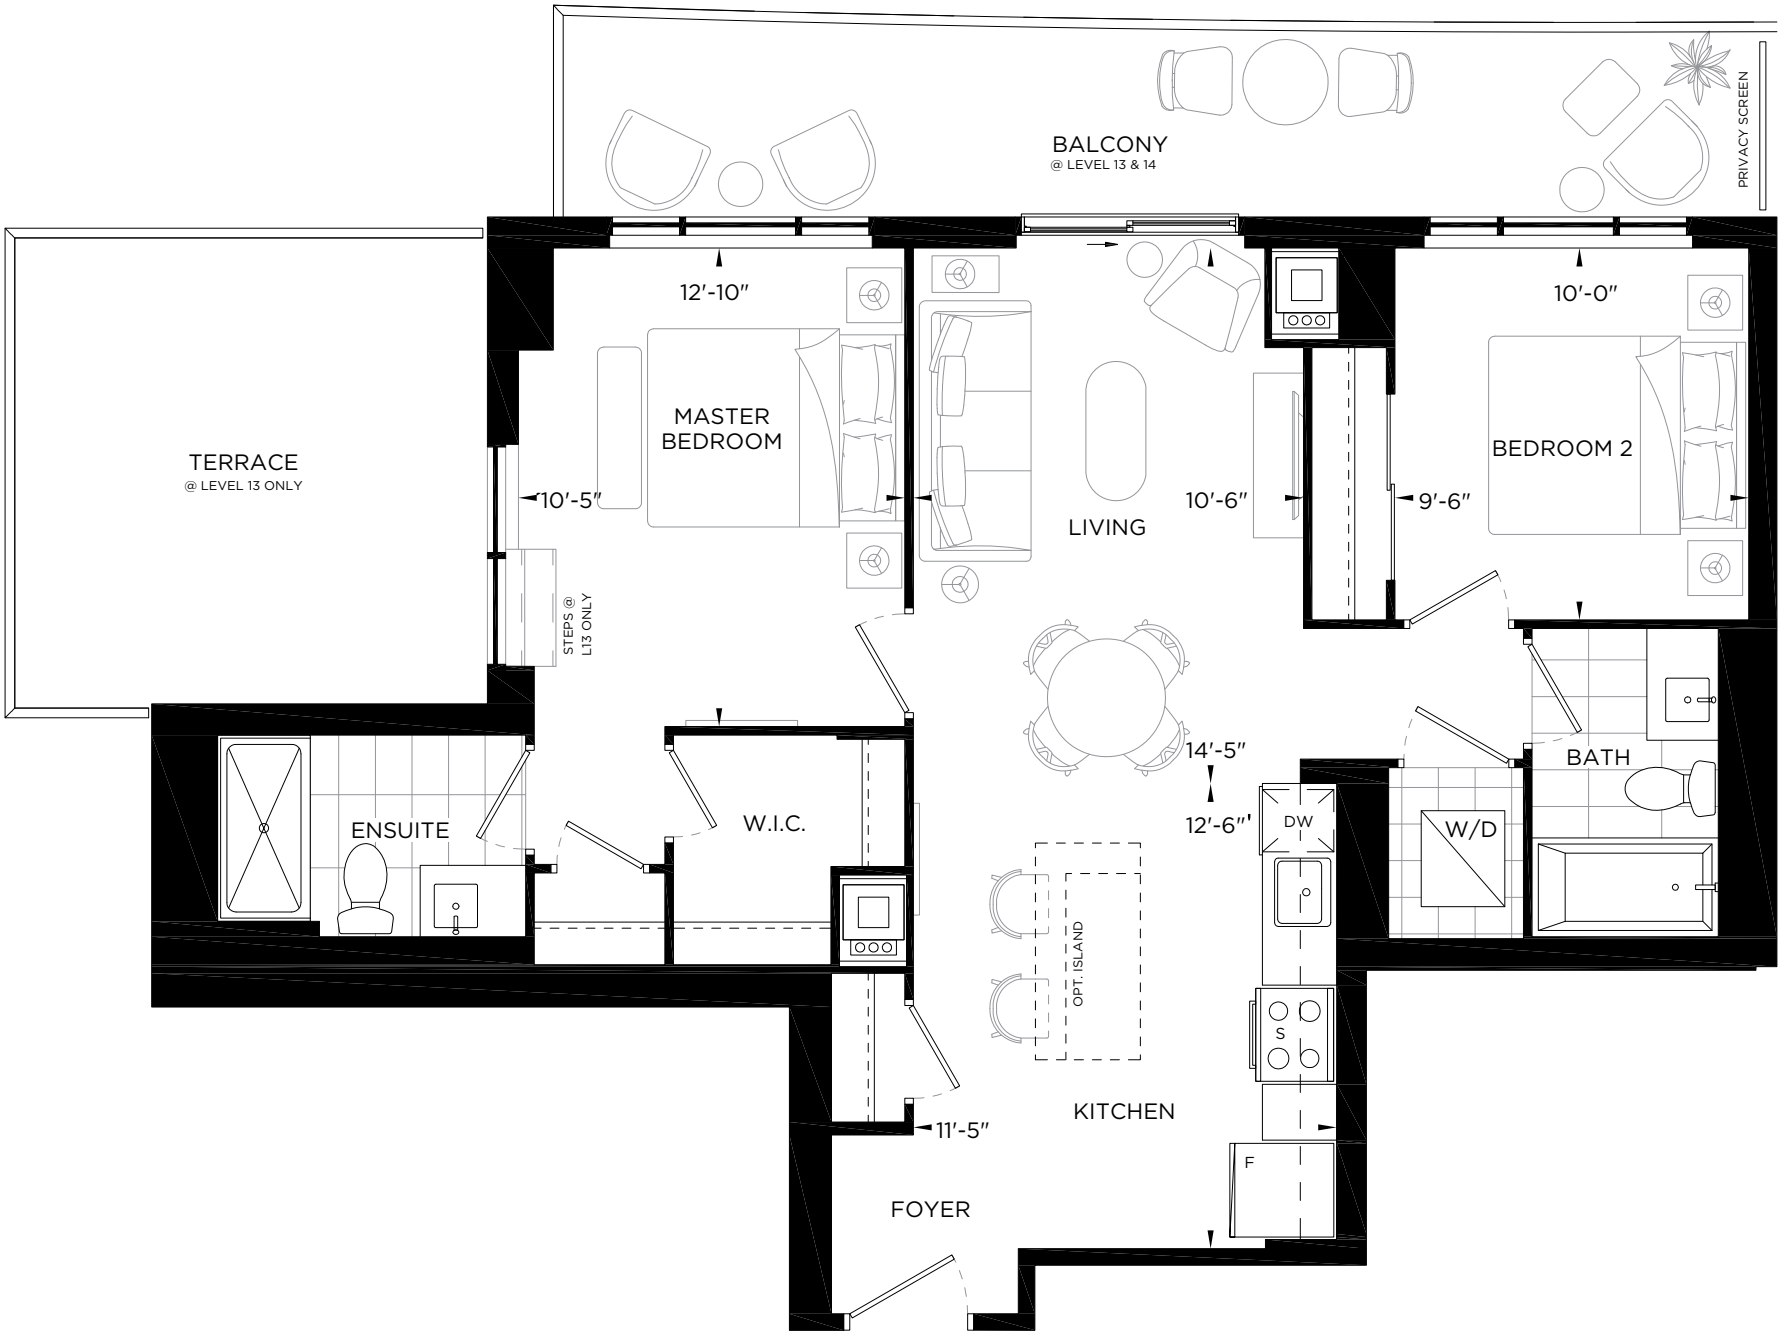 BALCONY
@ LEVEL 13 & 14
PRIVACY SCREEN
12'-10"
10'-0"
MASTER
BEDROOM
TERRACE
@ LEVEL 13 ONLY
BEDROOM 2
10'-5"
10'-6"
9'-6"
LIVING
STEPS @
L13 ONLY
14'-5"
BATH
12'-6"
DW
W/D
W.I.C.
ENSUITE
OPT. ISLAND
S
KITCHEN
11'-5"
F
FOYER